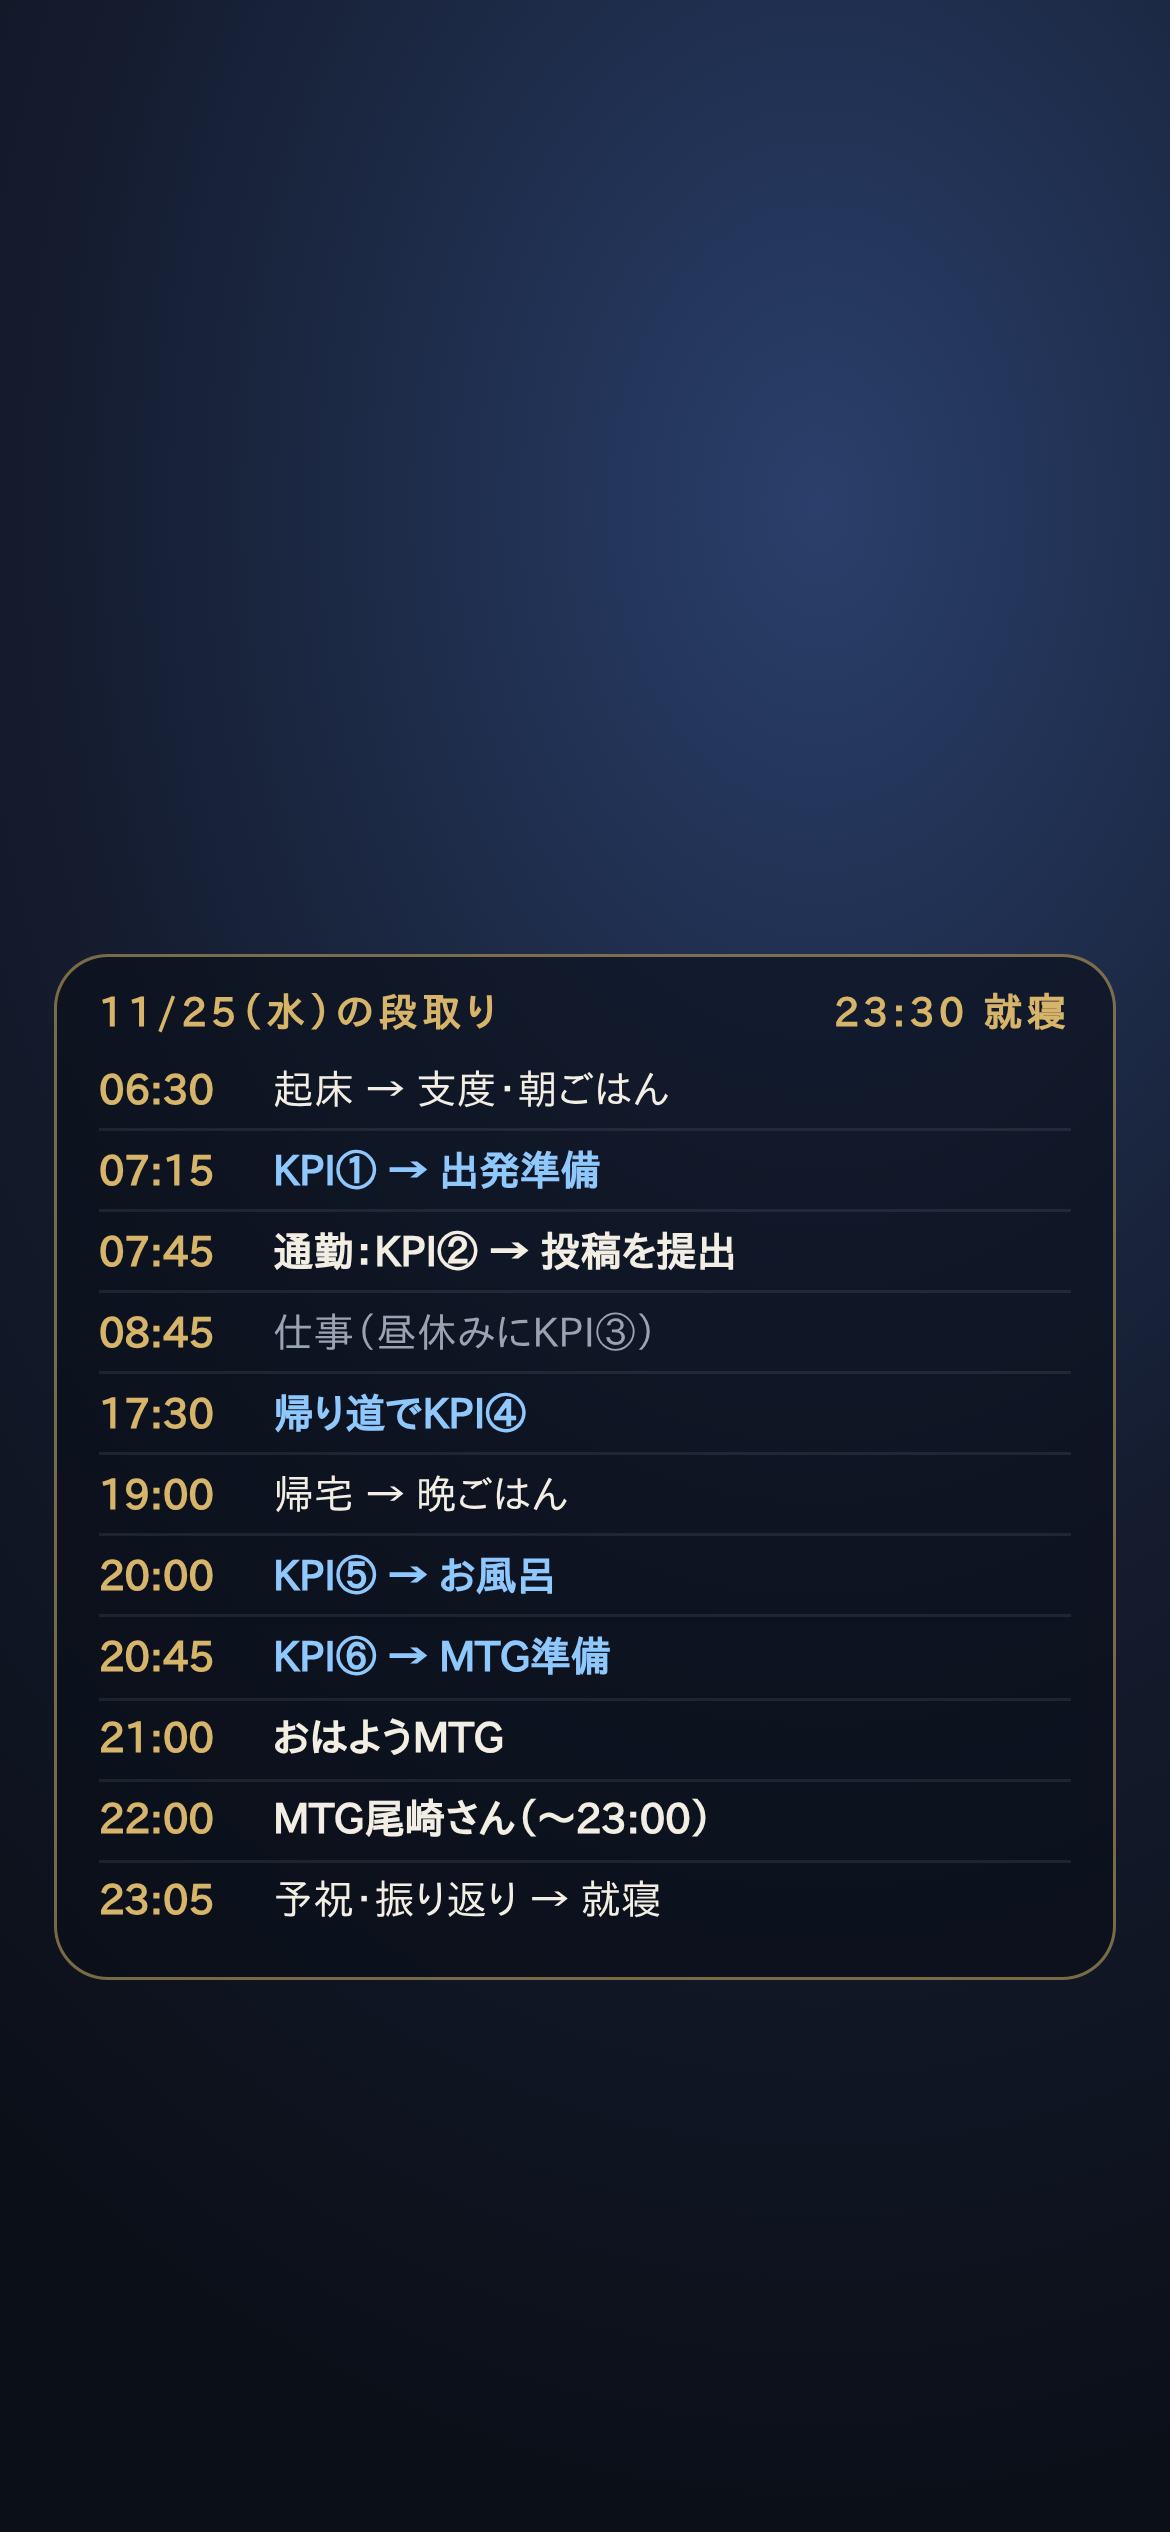 11/25(水)の段取り 23:30 就寝
06:30 起床 → 支度・朝ごはん
07:15 KPI① → 出発準備
07:45 通勤:KPI② → 投稿を提出
08:45 仕事(昼休みにKPI③)
17:30 帰り道でKPI④
19:00 帰宅 → 晩ごはん
20:00 KPI⑤ → お風呂
20:45 KPI⑥ → MTG準備
21:00 おはようMTG
22:00 MTG尾崎さん(〜23:00)
23:05 予祝・振り返り → 就寝